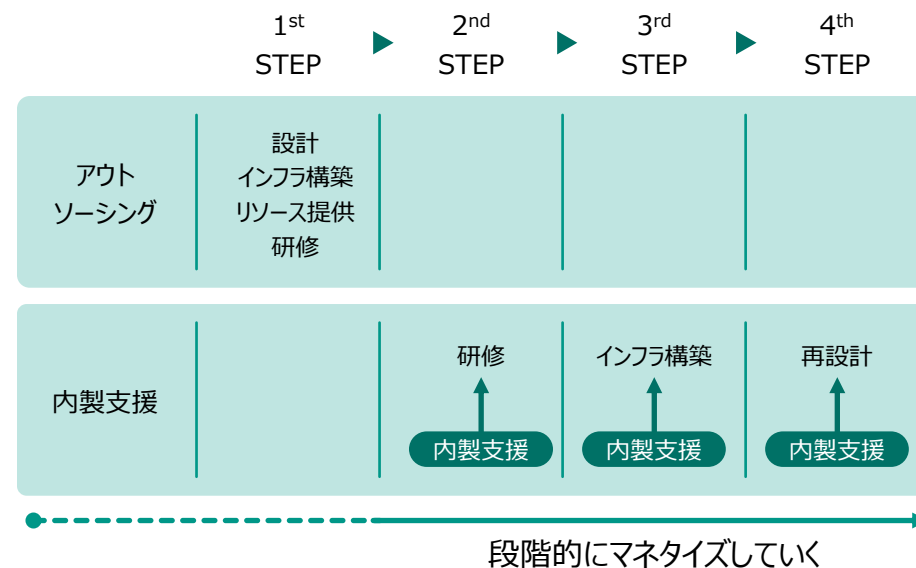 1st
STEP
2nd
STEP
3rd
STEP
4th
STEP
アウト
ソーシング
設計
インフラ構築
リソース提供
研修
内製支援
研修
内製支援
インフラ構築
内製支援
再設計
内製支援
段階的にマネタイズしていく